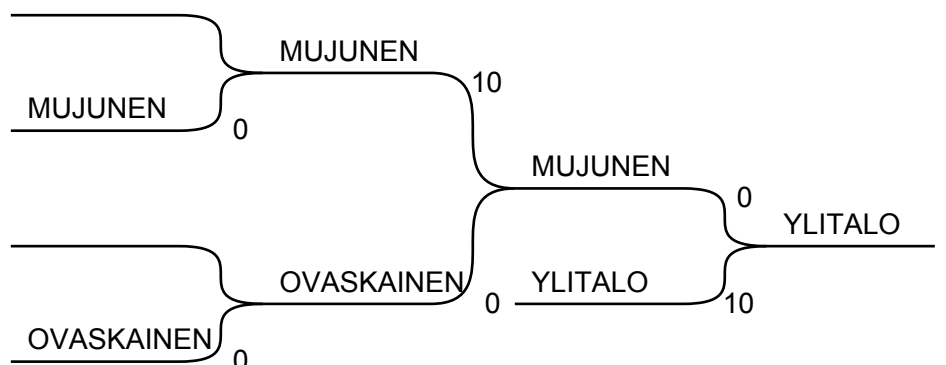 MUJUNEN
10
MUJUNEN
0
MUJUNEN
0
YLITALO
OVASKAINEN
0
YLITALO
10
OVASKAINEN
0